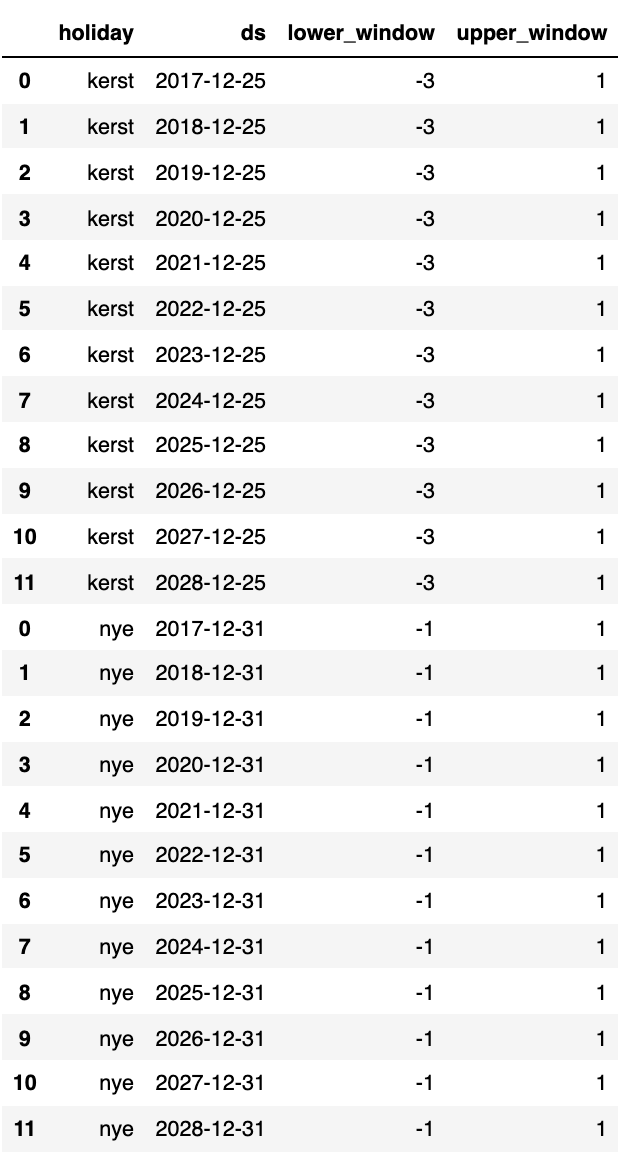 holiday ds lower_window upper_window
0 kerst 2017-12-25 -3 1
1 kerst 2018-12-25 -3 1
2 kerst 2019-12-25 -3 1
3 kerst 2020-12-25 -3 1
4 kerst 2021-12-25 -3 1
5 kerst 2022-12-25 -3 1
6 kerst 2023-12-25 -3 1
7 kerst 2024-12-25 -3 1
8 kerst 2025-12-25 -3 1
9 kerst 2026-12-25 -3 1
10 kerst 2027-12-25 -3 1
11 kerst 2028-12-25 -3 1
0 nye 2017-12-31 -1 1
1 nye 2018-12-31 -1 1
2 nye 2019-12-31 -1 1
3 nye 2020-12-31 -1 1
4 nye 2021-12-31 -1 1
5 nye 2022-12-31 -1 1
6 nye 2023-12-31 -1 1
7 nye 2024-12-31 -1 1
8 nye 2025-12-31 -1 1
9 nye 2026-12-31 -1 1
10 nye 2027-12-31 -1 1
11 nye 2028-12-31 -1 1